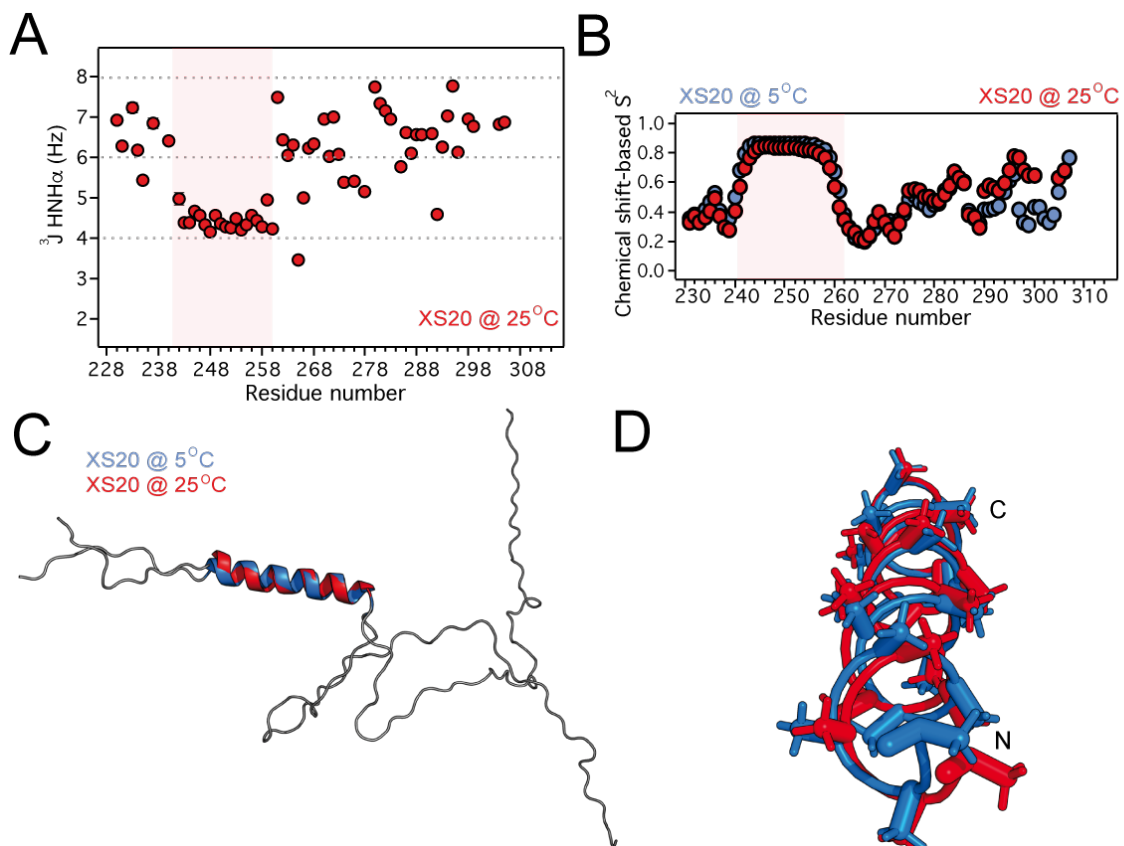 A
³J HNHα (Hz)
8
7
6
5
4
3
2
XS20 @ 25°C
228 238 248 258 268 278 288 298 308
Residue number
B
XS20 @ 5°C XS20 @ 25°C
Chemical shift-based S²
1.0
0.8
0.6
0.4
0.2
0.0
230 240 250 260 270 280 290 300 310
Residue number
C
XS20 @ 5°C
XS20 @ 25°C
D
C
N